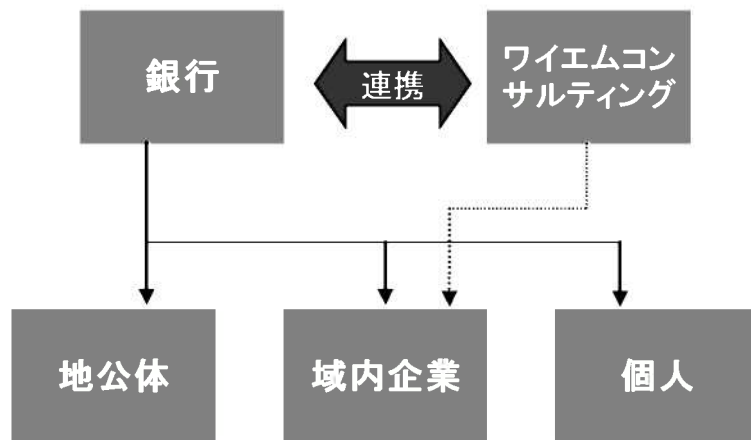 銀行
連携
ワイエムコン
サルティング
地公体
域内企業
個人